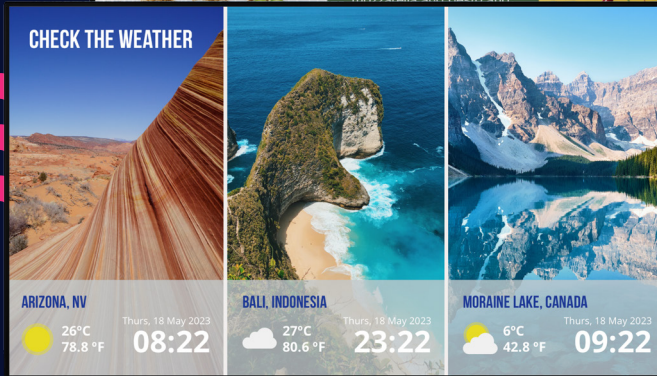 CHECK THE WEATHER
ARIZONA, NV
Thurs, 18 May 2023
26°C
78.8 °F
08:22
BALI, INDONESIA
Thurs, 18 May 2023
27°C
80.6 °F
23:22
MORAINE LAKE, CANADA
Thurs, 18 May 2023
6°C
42.8 °F
09:22